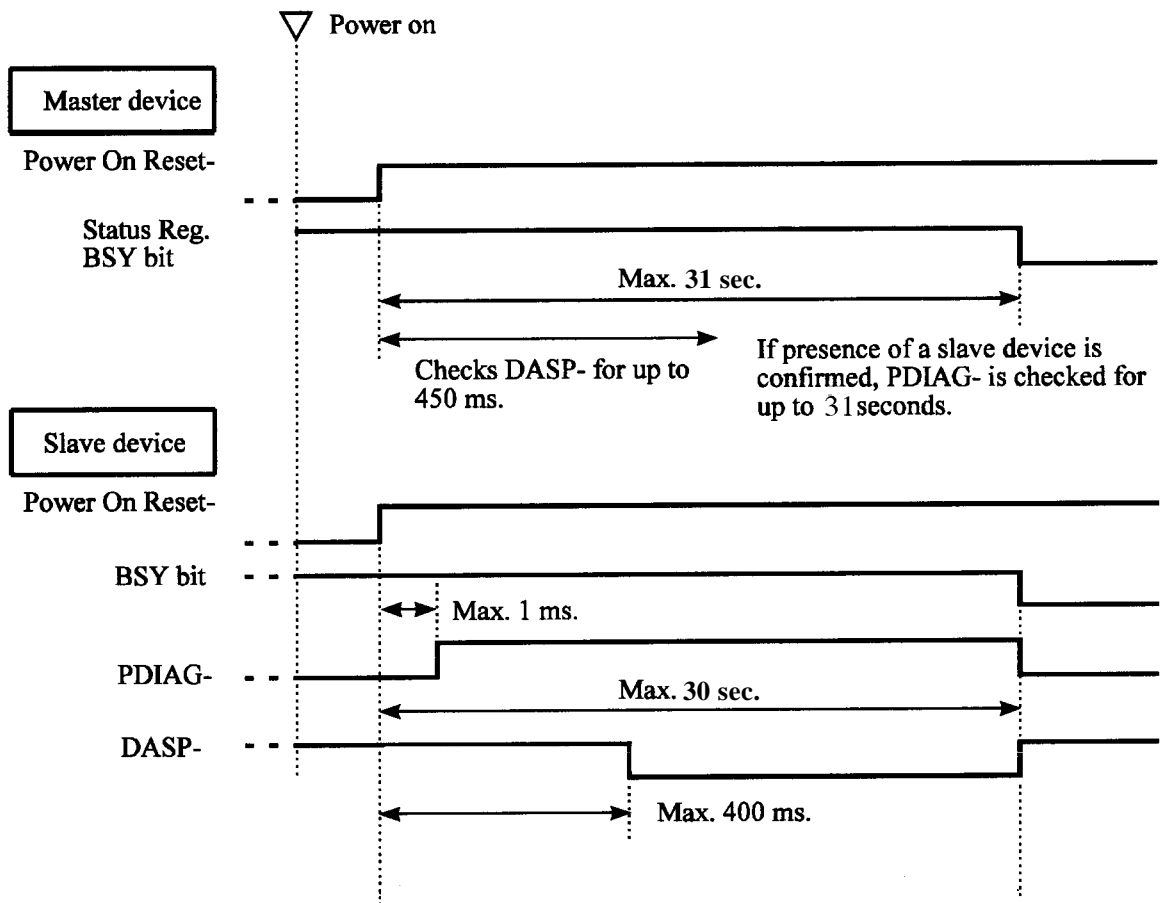 Power on
Master device
Power On Reset-
Status Reg.
BSY bit
Max. 31 sec.
Checks DASP- for up to
450 ms.
If presence of a slave device is
confirmed, PDIAG- is checked for
up to 31seconds.
Slave device
Power On Reset-
BSY bit
Max. 1 ms.
PDIAG-
Max. 30 sec.
DASP-
Max. 400 ms.